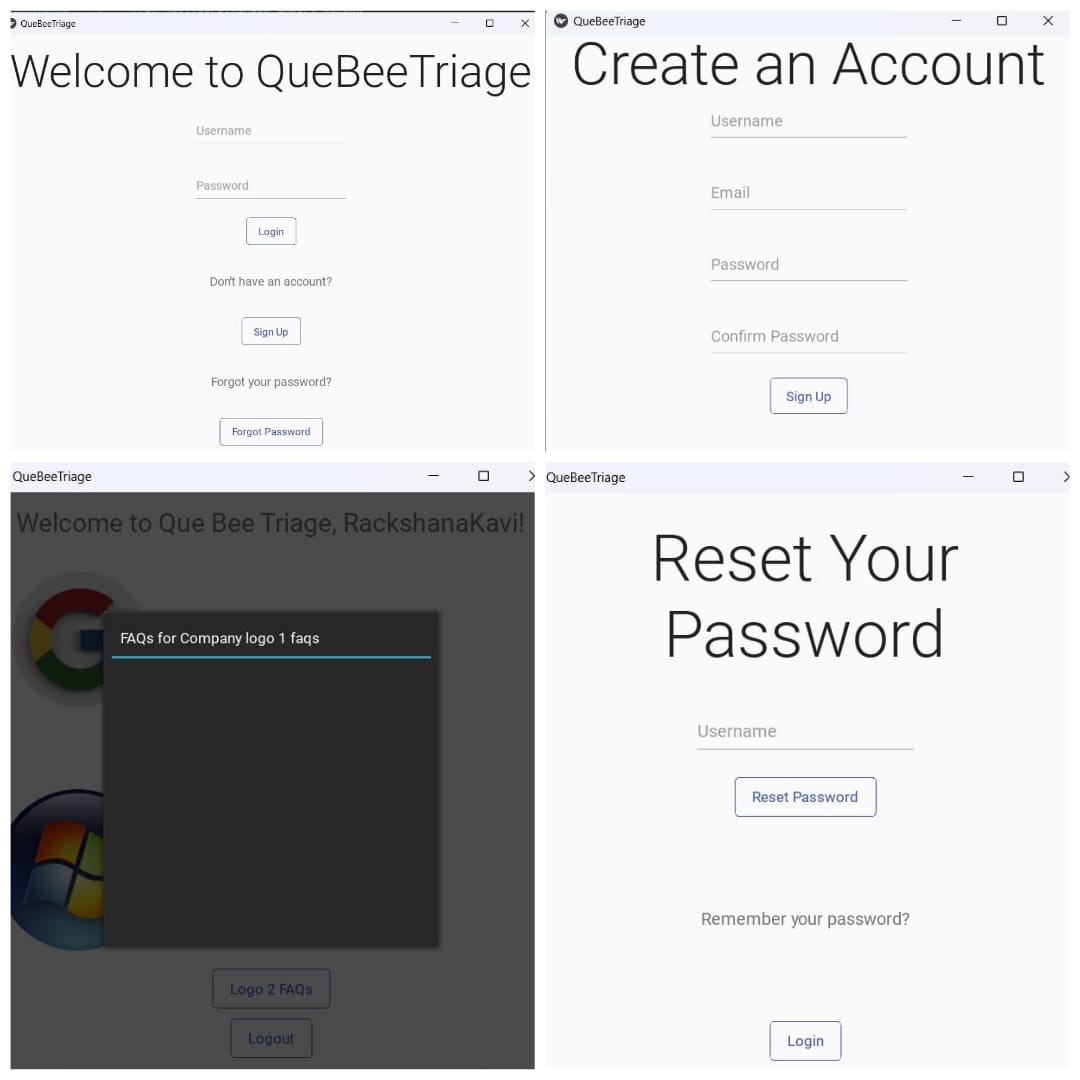 QueBeeTriage
Welcome to QueBeeTriage
Username
Password
Login
Don't have an account?
Sign Up
Forgot your password?
Forgot Password
QueBeeTriage
Create an Account
Username
Email
Password
Confirm Password
Sign Up
QueBeeTriage
Welcome to Que Bee Triage, RackshanaKavi!
FAQs for Company logo 1 faqs
Logo 2 FAQs
Logout
QueBeeTriage
Reset Your
Password
Username
Reset Password
Remember your password?
Login